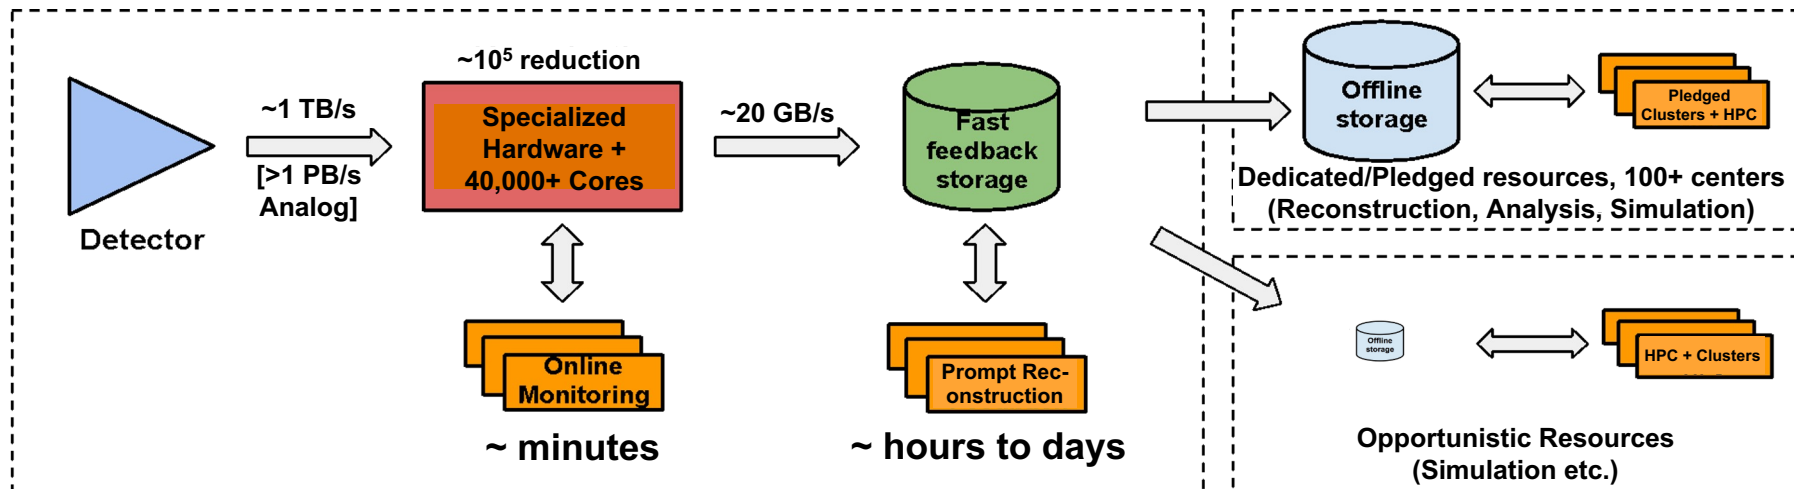 Detector
~1 TB/s
[>1 PB/s
Analog]
~10⁵ reduction
Specialized
Hardware +
40,000+ Cores
~20 GB/s
Fast
feedback
storage
Online
Monitoring
~ minutes
Prompt Rec-
onstruction
~ hours to days
Offline
storage
Pledged
Clusters + HPC
Dedicated/Pledged resources, 100+ centers
(Reconstruction, Analysis, Simulation)
Offline
storage
HPC + Clusters
Opportunistic Resources
(Simulation etc.)